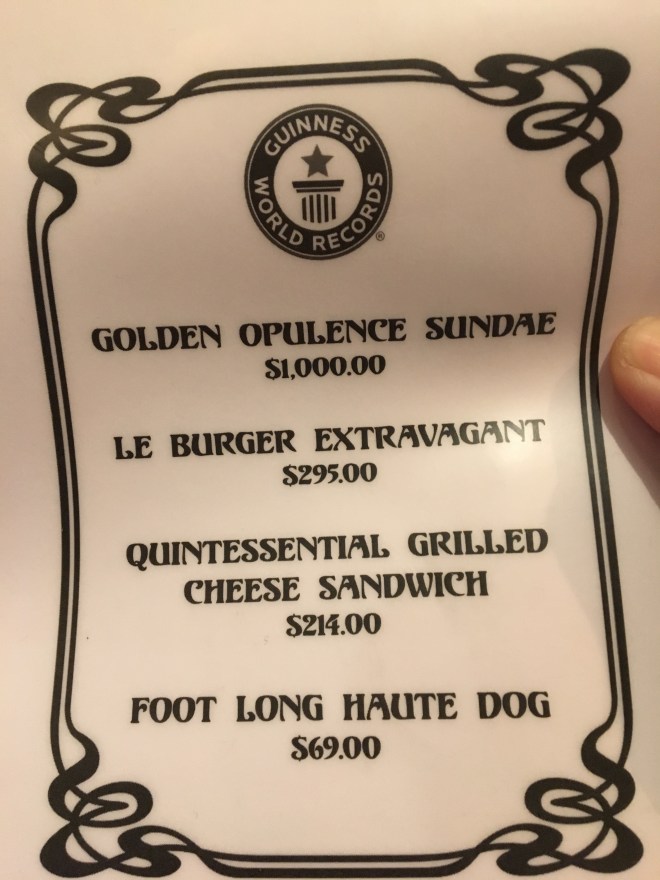 GUINNESS
WORLD RECORDS
®
GOLDEN OPULENCE SUNDAE
$1,000.00
LE BURGER EXTRAVAGANT
$295.00
QUINTESSENTIAL GRILLED
CHEESE SANDWICH
$214.00
FOOT LONG HAUTE DOG
$69.00